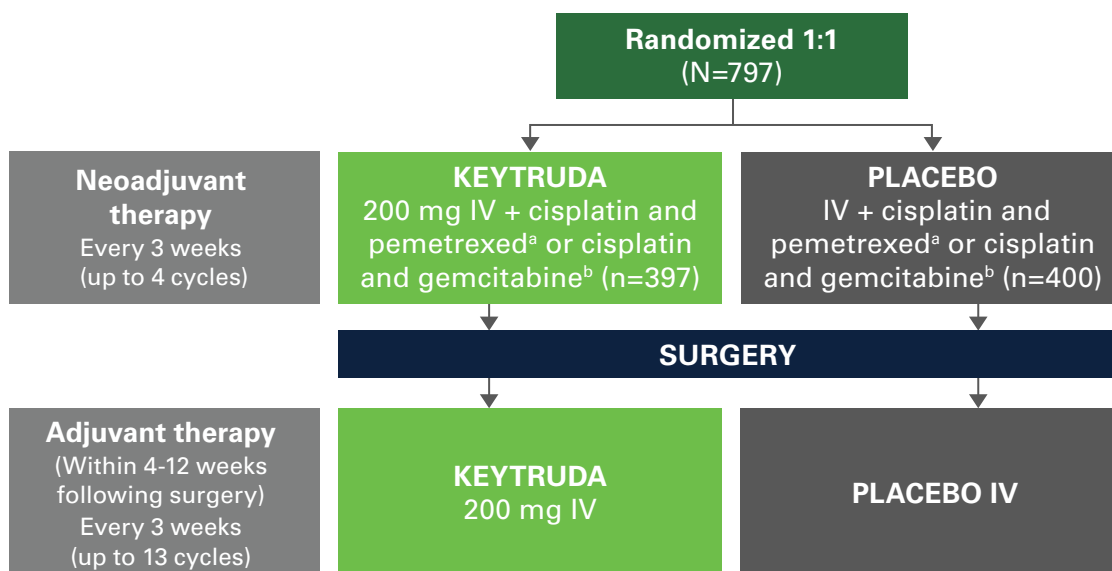 Randomized 1:1
(N=797)
Neoadjuvant
therapy
Every 3 weeks
(up to 4 cycles)
KEYTRUDA
200 mg IV + cisplatin and
pemetrexedᵃ or cisplatin
and gemcitabineᵇ (n=397)
PLACEBO
IV + cisplatin and
pemetrexedᵃ or cisplatin
and gemcitabineᵇ (n=400)
SURGERY
Adjuvant therapy
(Within 4-12 weeks
following surgery)
Every 3 weeks
(up to 13 cycles)
KEYTRUDA
200 mg IV
PLACEBO IV